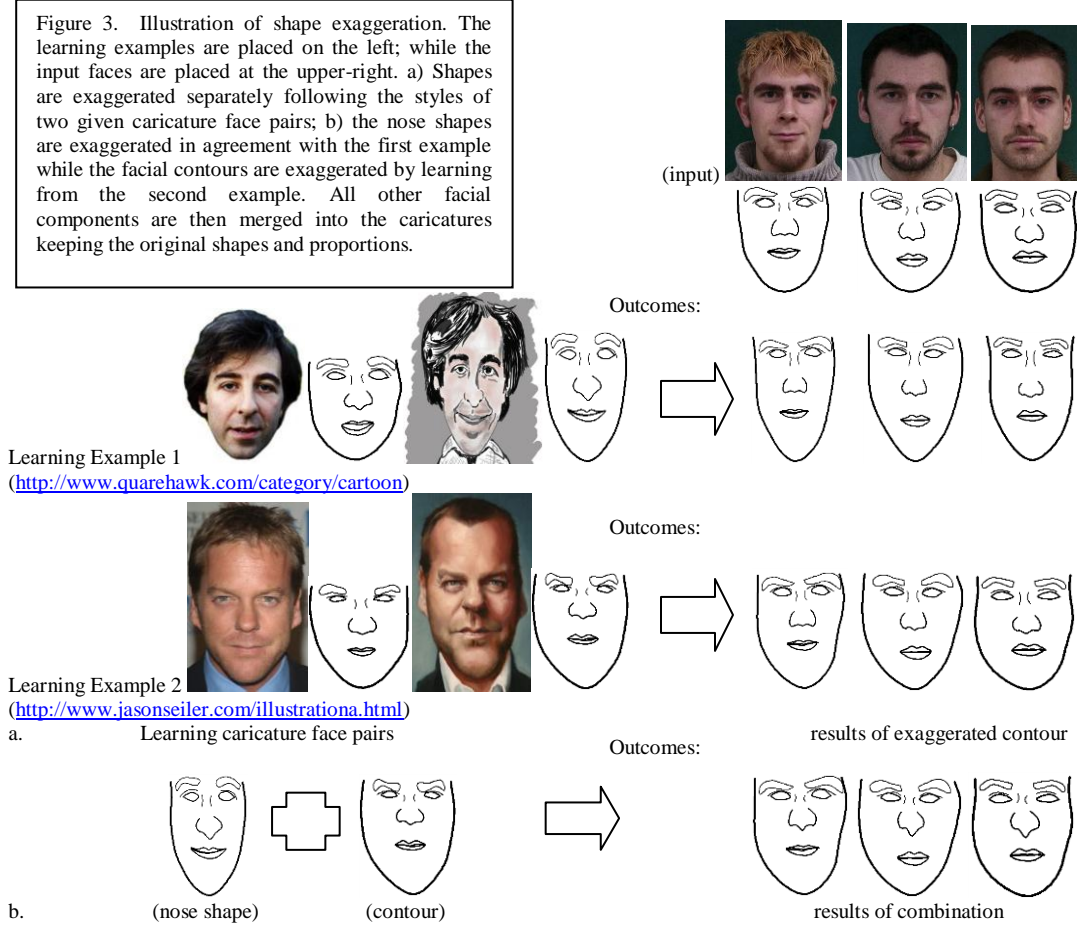 Figure 3. Illustration of shape exaggeration. The
learning examples are placed on the left; while the
input faces are placed at the upper-right. a) Shapes
are exaggerated separately following the styles of
two given caricature face pairs; b) the nose shapes
are exaggerated in agreement with the first example
while the facial contours are exaggerated by learning
from the second example. All other facial
components are then merged into the caricatures
keeping the original shapes and proportions.
(input)
Outcomes:
Learning Example 1
(http://www.quarehawk.com/category/cartoon)
Outcomes:
Learning Example 2
(http://www.jasonseiler.com/illustrationa.html)
a. Learning caricature face pairs results of exaggerated contour
Outcomes:
b. (nose shape) (contour) results of combination